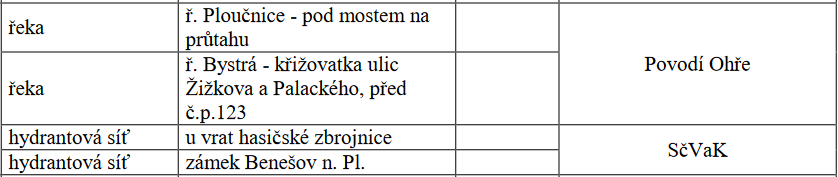 řeka
ř. Ploučnice - pod mostem na
průtahu
Povodí Ohře
řeka
ř. Bystrá - křižovatka ulic
Žižkova a Palackého, před
č.p.123
hydrantová síť
u vrat hasičské zbrojnice
SčVaK
hydrantová síť
zámek Benešov n. Pl.